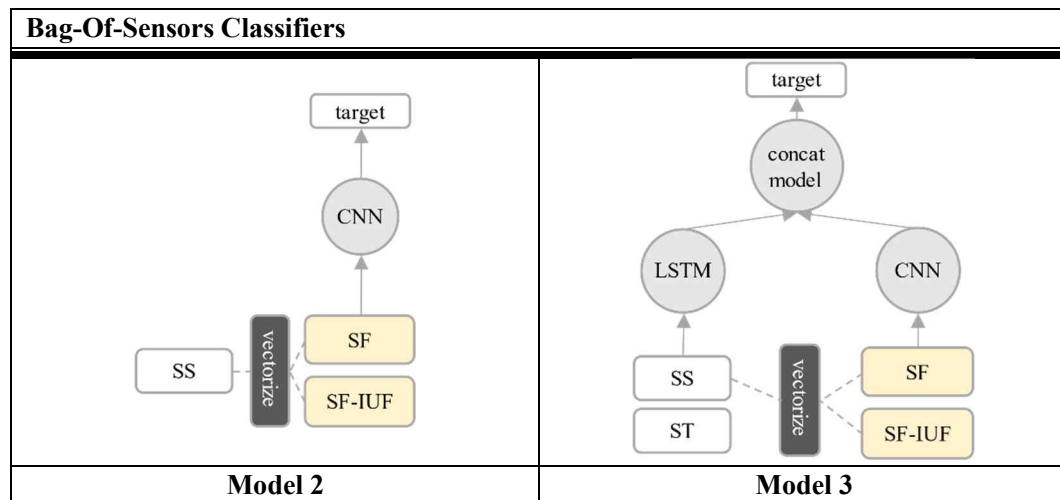 Bag-Of-Sensors Classifiers
target
CNN
SS
vectorize
SF
SF-IUF
Model 2
target
concat
model
LSTM
CNN
SS
ST
vectorize
SF
SF-IUF
Model 3